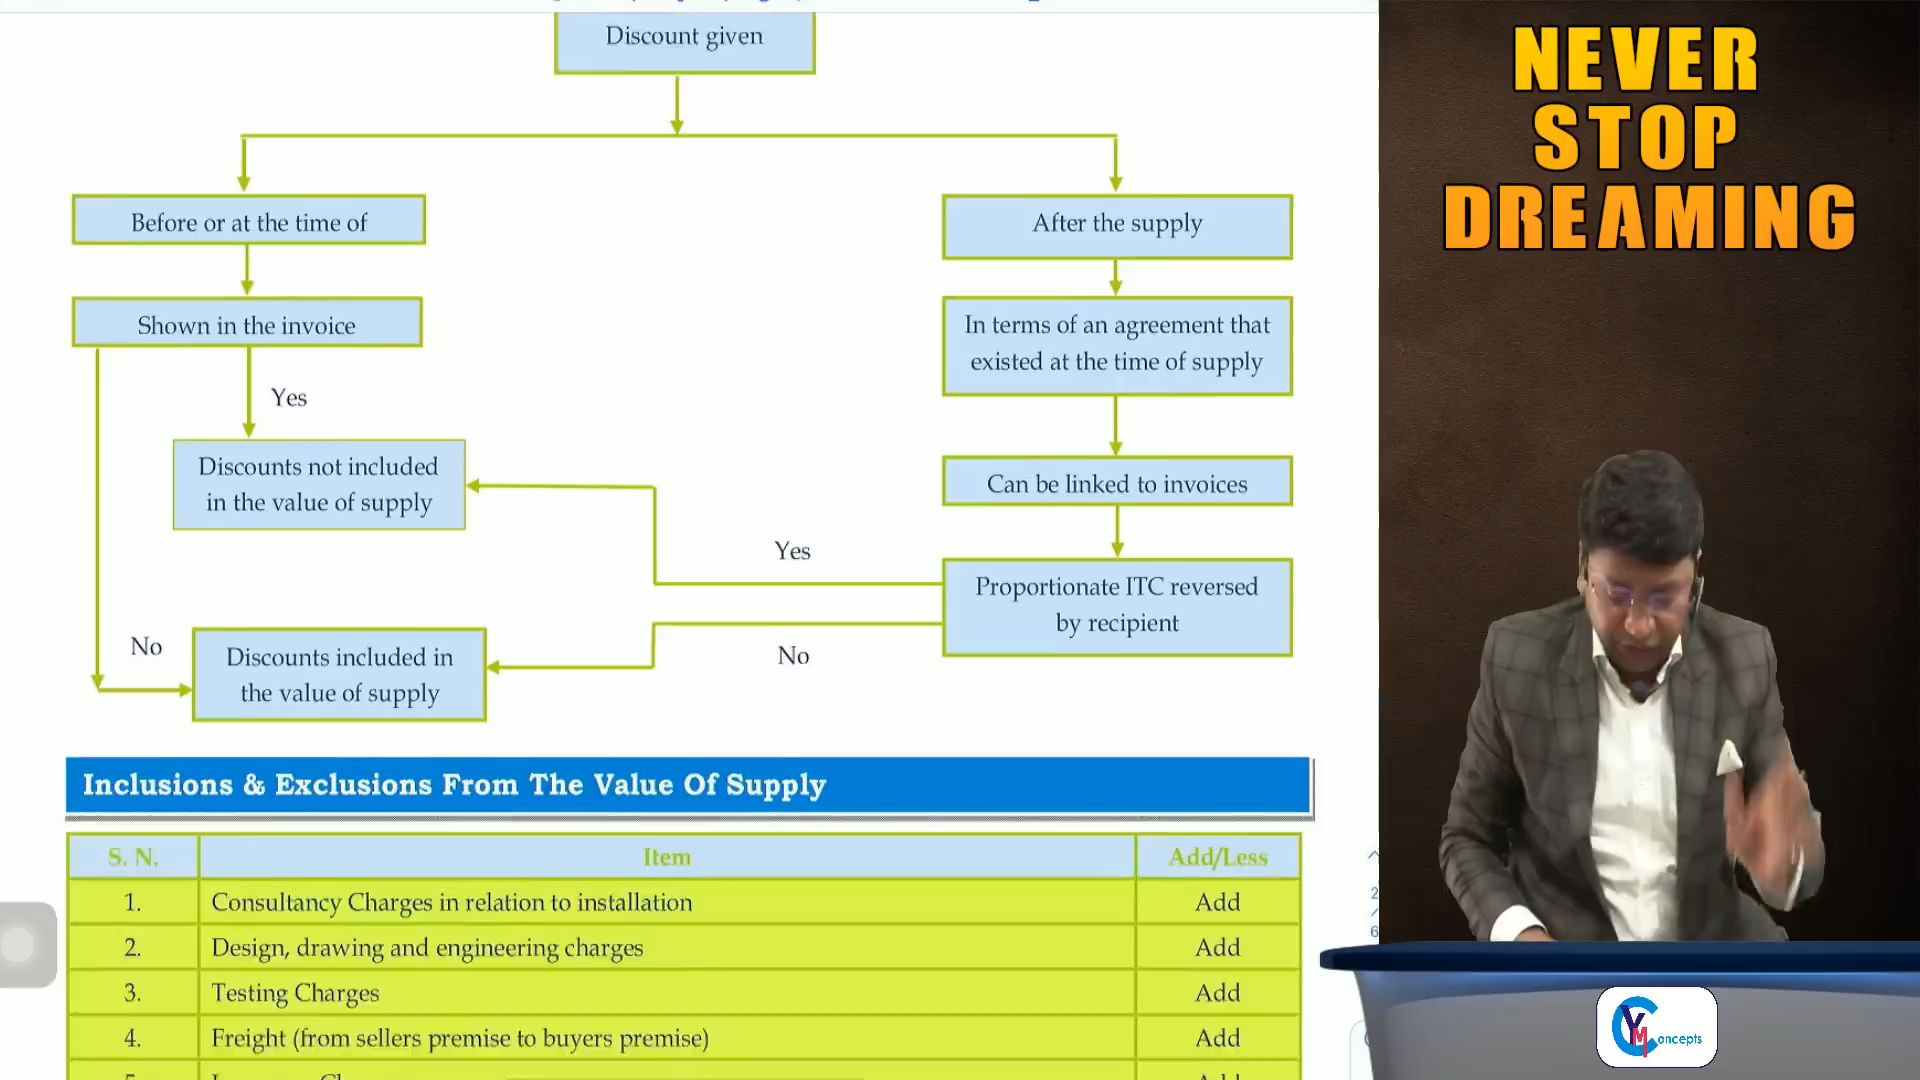 Discount given
Before or at the time of
After the supply
Shown in the invoice
In terms of an agreement that
existed at the time of supply
Yes
Discounts not included
in the value of supply
Can be linked to invoices
Yes
Proportionate ITC reversed
by recipient
No
No
Discounts included in
the value of supply
Inclusions & Exclusions From The Value Of Supply
S. N. Item Add/Less
1. Consultancy Charges in relation to installation Add
2. Design, drawing and engineering charges Add
3. Testing Charges Add
4. Freight (from sellers premise to buyers premise) Add
NEVER
STOP
DREAMING
VM Concepts